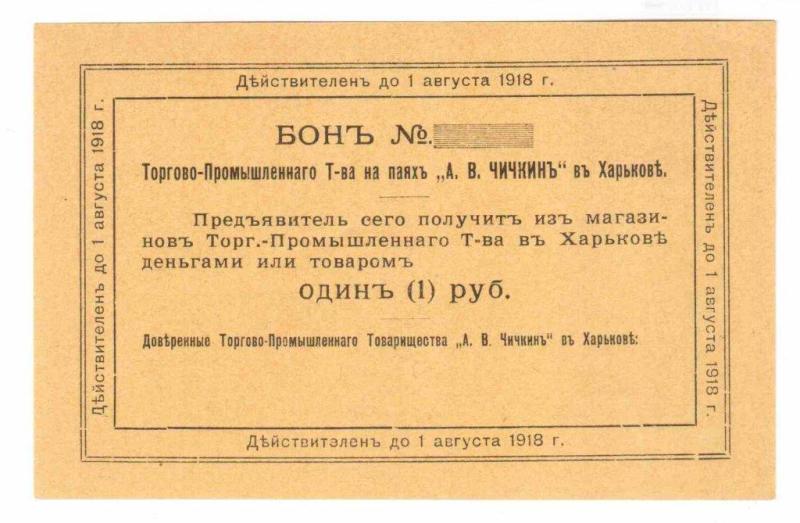 Дѣйствителенъ до 1 августа 1918 г.
БОНЪ №
Торгово-Промышленнаго Т-ва на паяхъ „А. В. ЧИЧКИНЪ" въ Харьковѣ.
Предъявитель сего получитъ изъ магази-
новъ Торг.-Промышленнаго Т-ва въ Харьковѣ
деньгами или товаромъ
ОДИНЪ (1) руб.
Довѣренные Торгово-Промышленнаго Товарищества „А. В. Чичкинъ" въ Харьковѣ:
Дѣйствителенъ до 1 августа 1918 г.
Дѣйствителенъ до 1 августа 1918 г.
Дѣйствитэленъ до 1 августа 1918 г.